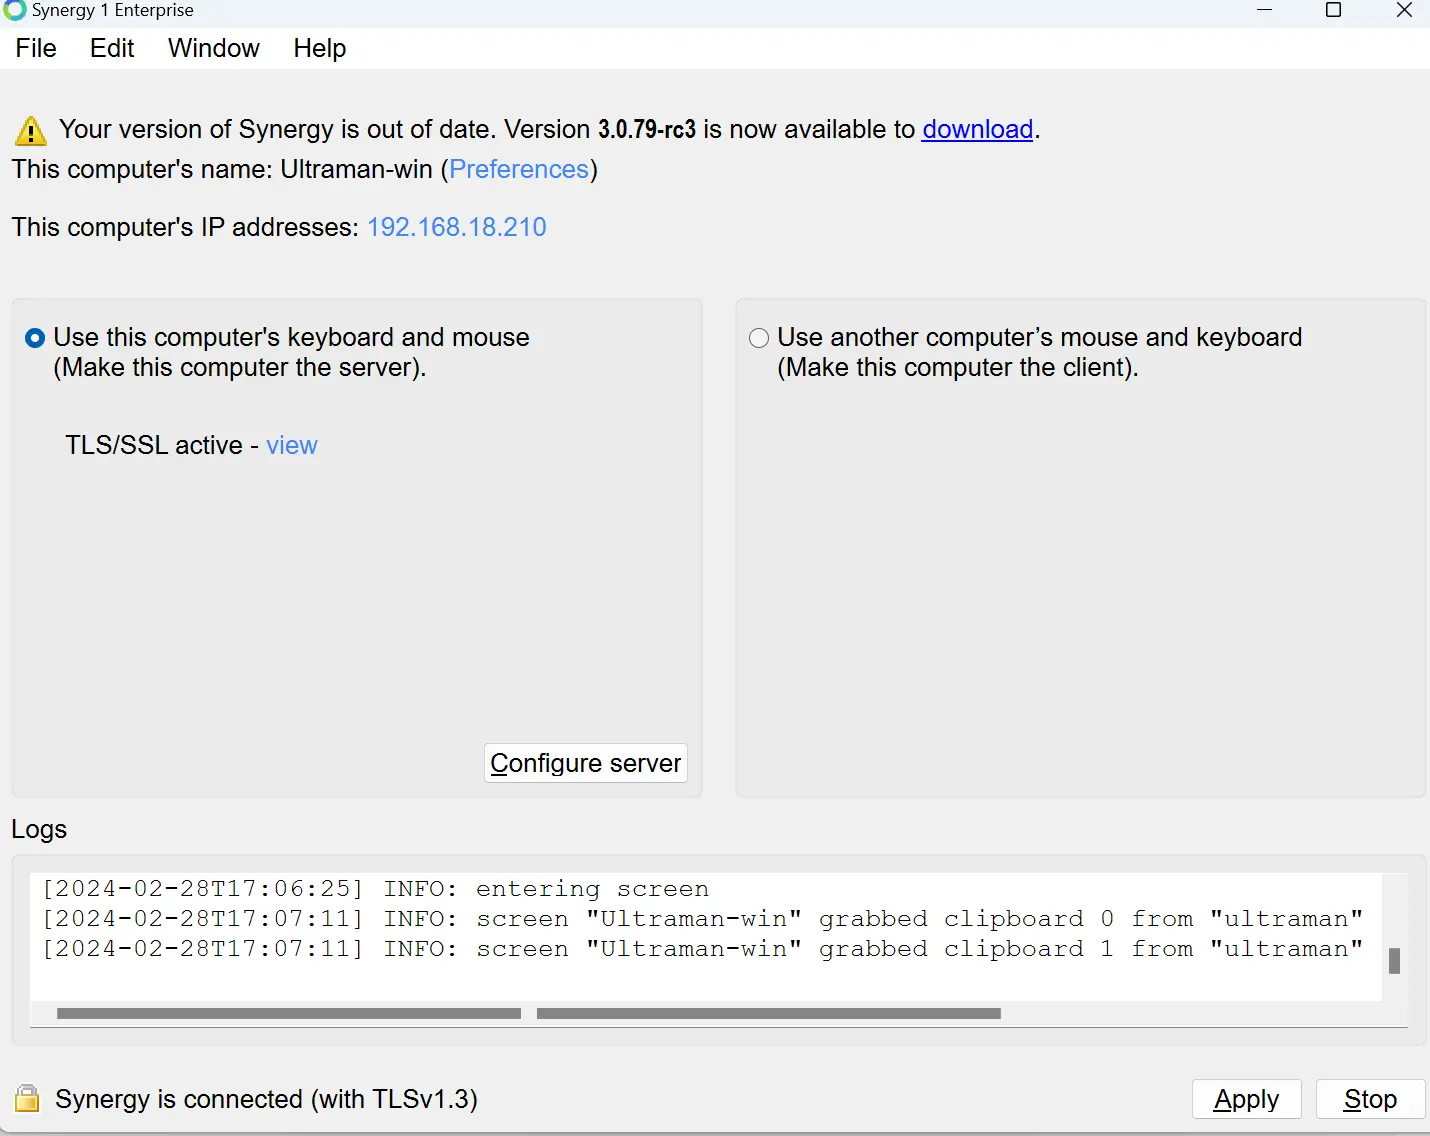 Synergy 1 Enterprise
File Edit Window Help
Your version of Synergy is out of date. Version 3.0.79-rc3 is now available to download.
This computer's name: Ultraman-win (Preferences)
This computer's IP addresses: 192.168.18.210
Use this computer's keyboard and mouse
(Make this computer the server).
TLS/SSL active - view
Configure server
Use another computer’s mouse and keyboard
(Make this computer the client).
Logs
[2024-02-28T17:06:25] INFO: entering screen
[2024-02-28T17:07:11] INFO: screen "Ultraman-win" grabbed clipboard 0 from "ultraman"
[2024-02-28T17:07:11] INFO: screen "Ultraman-win" grabbed clipboard 1 from "ultraman"
Synergy is connected (with TLSv1.3)
Apply Stop